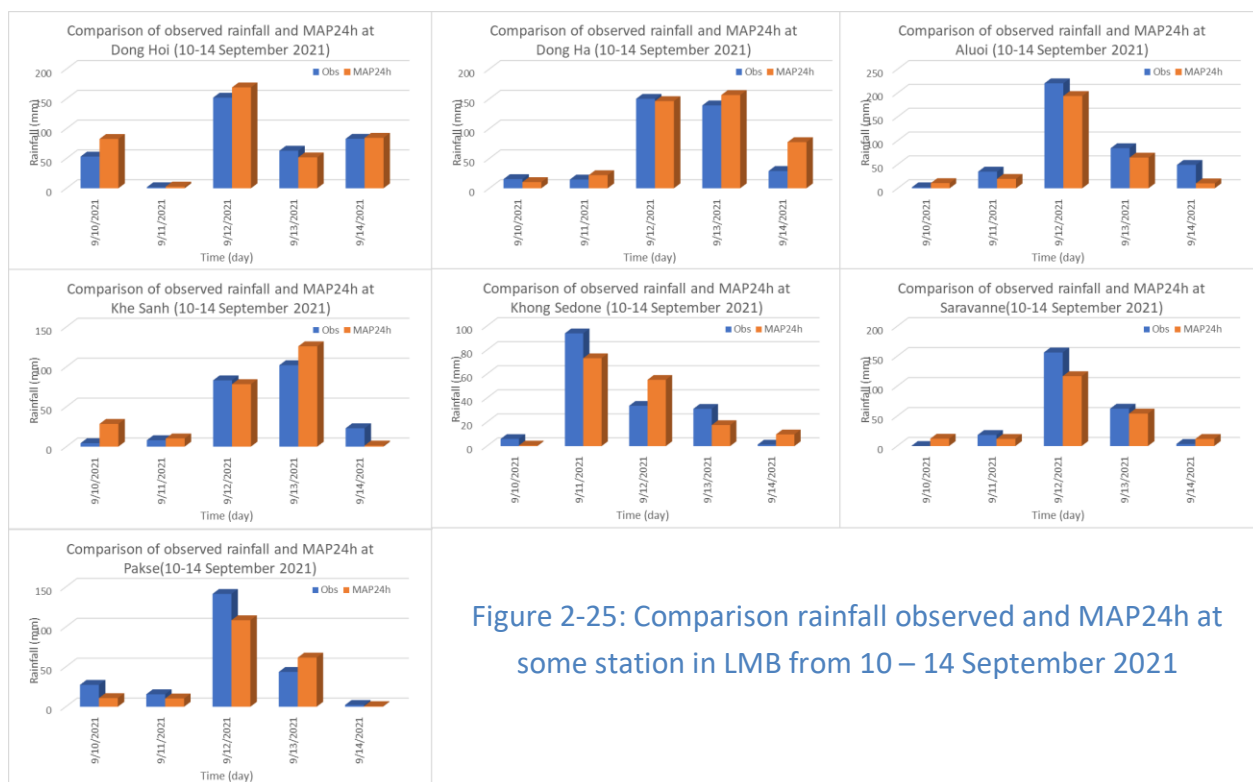 Comparison of observed rainfall and MAP24h at
Dong Hoi (10-14 September 2021)
Obs MAP24h
Rainfall (mm)
200
150
100
50
0
9/10/2021 9/11/2021 9/12/2021 9/13/2021 9/14/2021
Time (day)
Comparison of observed rainfall and MAP24h at
Dong Ha (10-14 September 2021)
Obs MAP24h
Rainfall (mm)
200
150
100
50
0
9/10/2021 9/11/2021 9/12/2021 9/13/2021 9/14/2021
Time (day)
Comparison of observed rainfall and MAP24h at
Aluoi (10-14 September 2021)
Obs MAP24h
Rainfall (mm)
250
200
150
100
50
0
9/10/2021 9/11/2021 9/12/2021 9/13/2021 9/14/2021
Time (day)
Comparison of observed rainfall and MAP24h at
Khe Sanh (10-14 September 2021)
Obs MAP24h
Rainfall (mm)
150
100
50
0
9/10/2021 9/11/2021 9/12/2021 9/13/2021 9/14/2021
Time (day)
Comparison of observed rainfall and MAP24h at
Khong Sedone (10-14 September 2021)
Obs MAP24h
Rainfall (mm)
100
80
60
40
20
0
9/10/2021 9/11/2021 9/12/2021 9/13/2021 9/14/2021
Time (day)
Comparison of observed rainfall and MAP24h at
Saravanne(10-14 September 2021)
Obs MAP24h
Rainfall (mm)
200
150
100
50
0
9/10/2021 9/11/2021 9/12/2021 9/13/2021 9/14/2021
Time (day)
Comparison of observed rainfall and MAP24h at
Pakse(10-14 September 2021)
Obs MAP24h
Rainfall (mm)
150
100
50
0
9/10/2021 9/11/2021 9/12/2021 9/13/2021 9/14/2021
Time (day)
Figure 2-25: Comparison rainfall observed and MAP24h at
some station in LMB from 10 – 14 September 2021